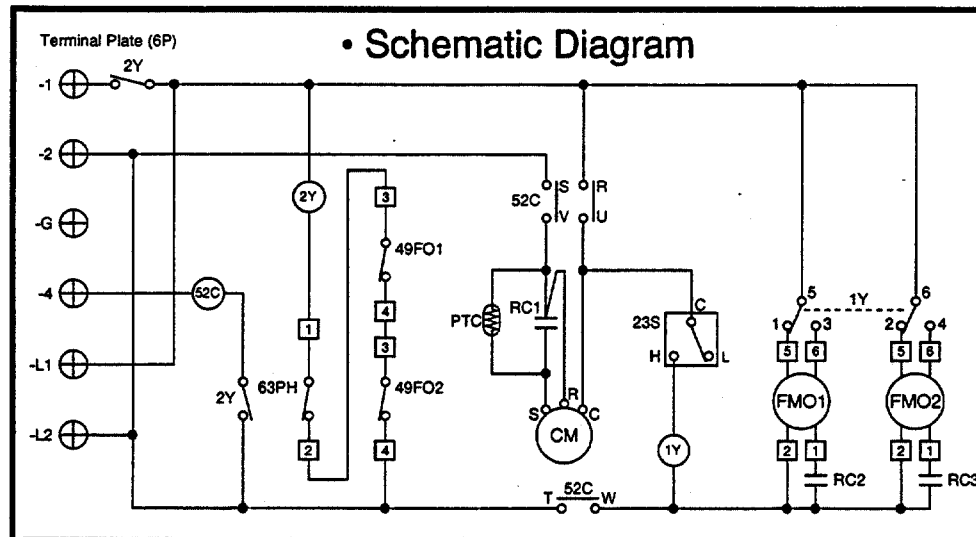 • Schematic Diagram
Terminal Plate (6P)
2Y
-1
-2
-G
-4
-L1
-L2
52C
2Y
2Y
1
63PH
2
3
49FO1
4
3
49FO2
4
52C
S
V
R
U
PTC
RC1
S
R
C
CM
T
52C
W
23S
C
H
L
1Y
1Y
5
1
3
5
6
FMO1
2
1
RC2
6
2
4
5
6
FMO2
2
1
RC3